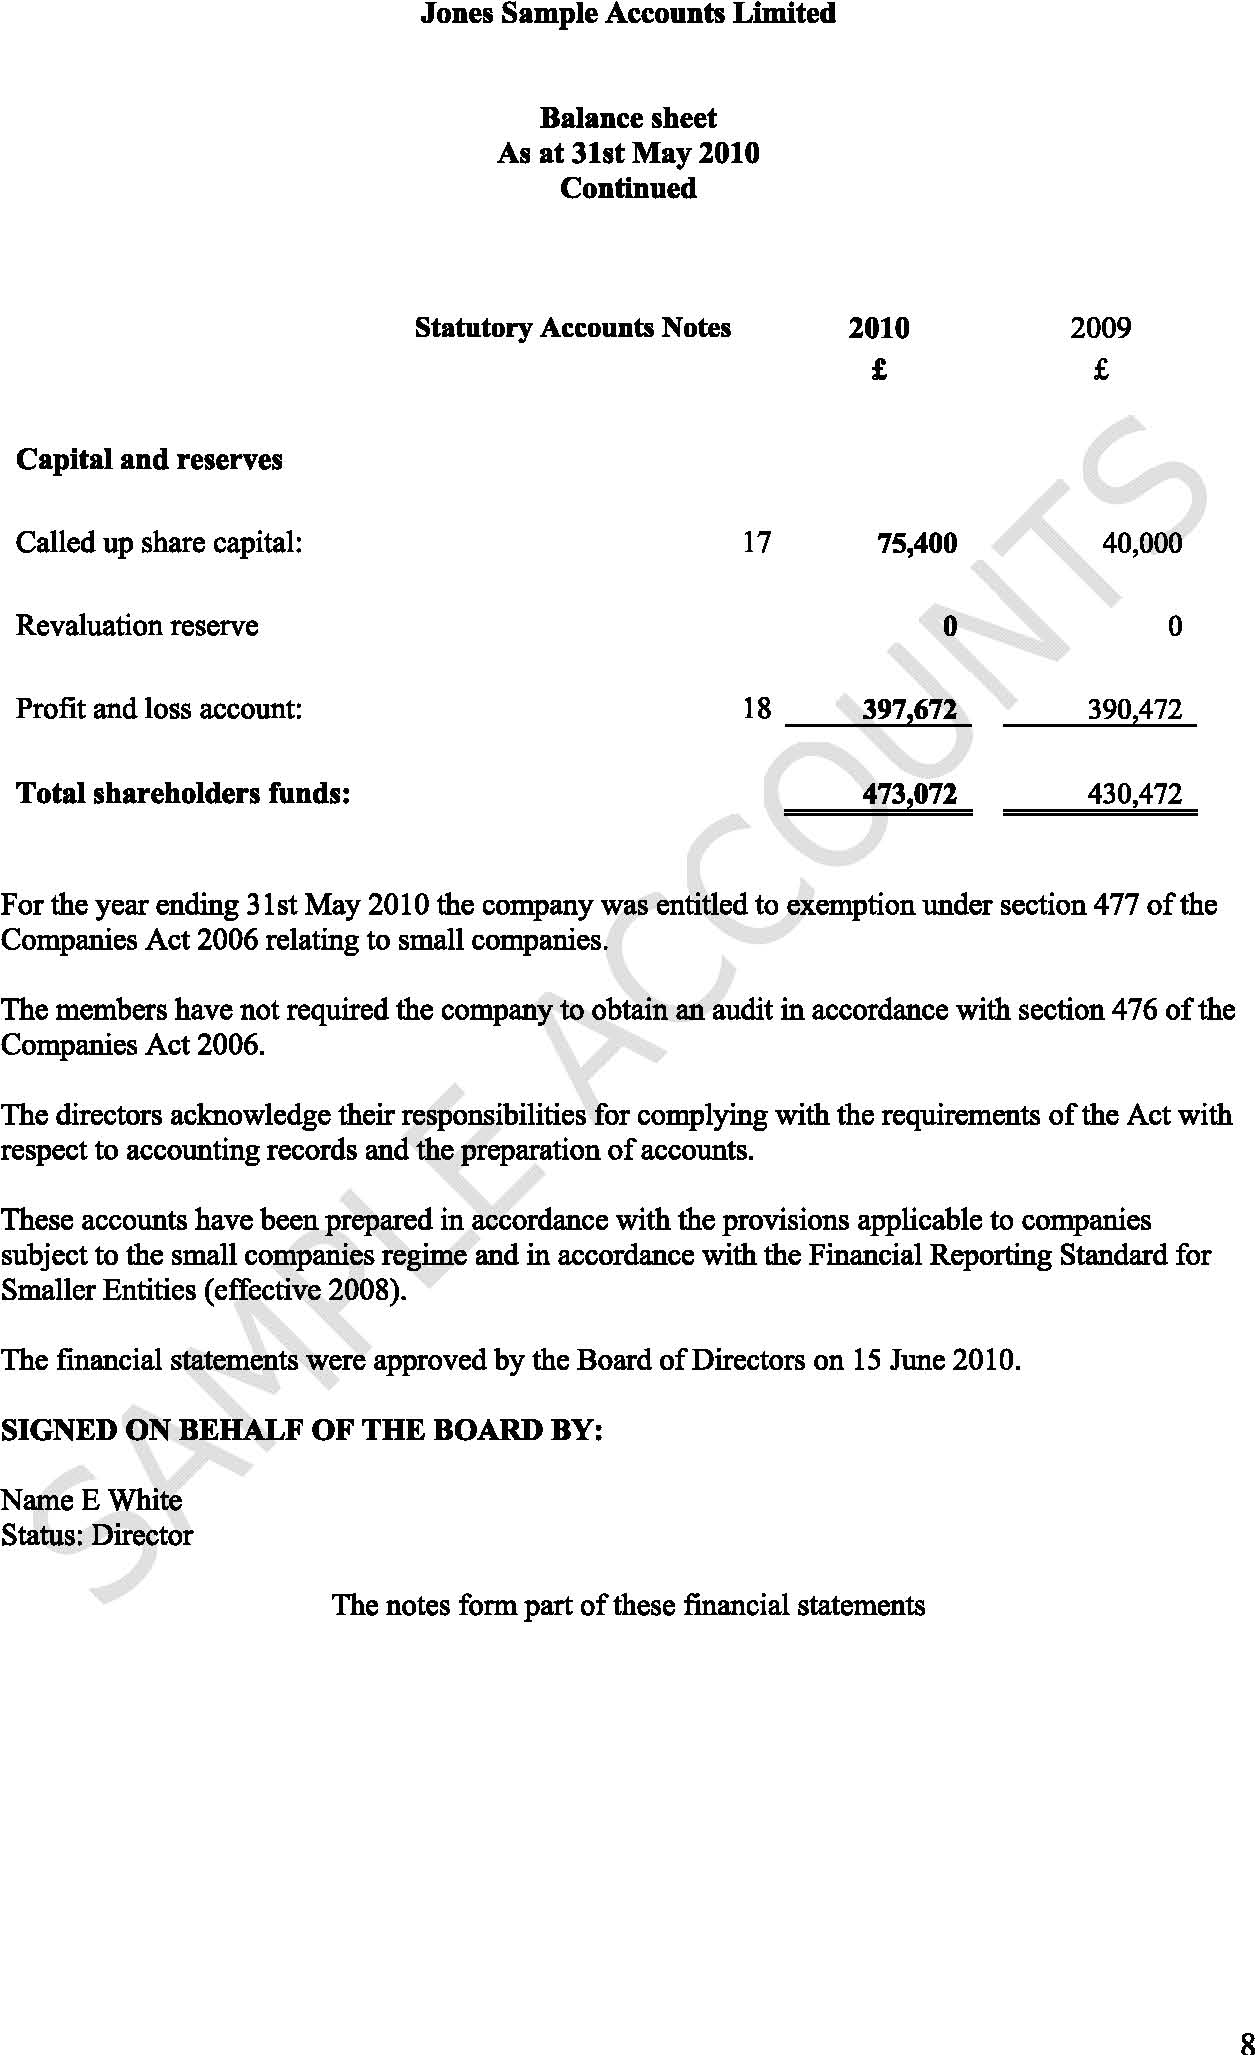 Jones Sample Accounts Limited
Balance sheet
As at 31st May 2010
Continued
Statutory Accounts Notes 2010 2009
£ £
Capital and reserves
Called up share capital: 17 75,400 40,000
Revaluation reserve 0 0
Profit and loss account: 18 397,672 390,472
Total shareholders funds: 473,072 430,472
For the year ending 31st May 2010 the company was entitled to exemption under section 477 of the
Companies Act 2006 relating to small companies.
The members have not required the company to obtain an audit in accordance with section 476 of the
Companies Act 2006.
The directors acknowledge their responsibilities for complying with the requirements of the Act with
respect to accounting records and the preparation of accounts.
These accounts have been prepared in accordance with the provisions applicable to companies
subject to the small companies regime and in accordance with the Financial Reporting Standard for
Smaller Entities (effective 2008).
The financial statements were approved by the Board of Directors on 15 June 2010.
SIGNED ON BEHALF OF THE BOARD BY:
Name E White
Status: Director
The notes form part of these financial statements
8
SAMPLE ACCOUNTS